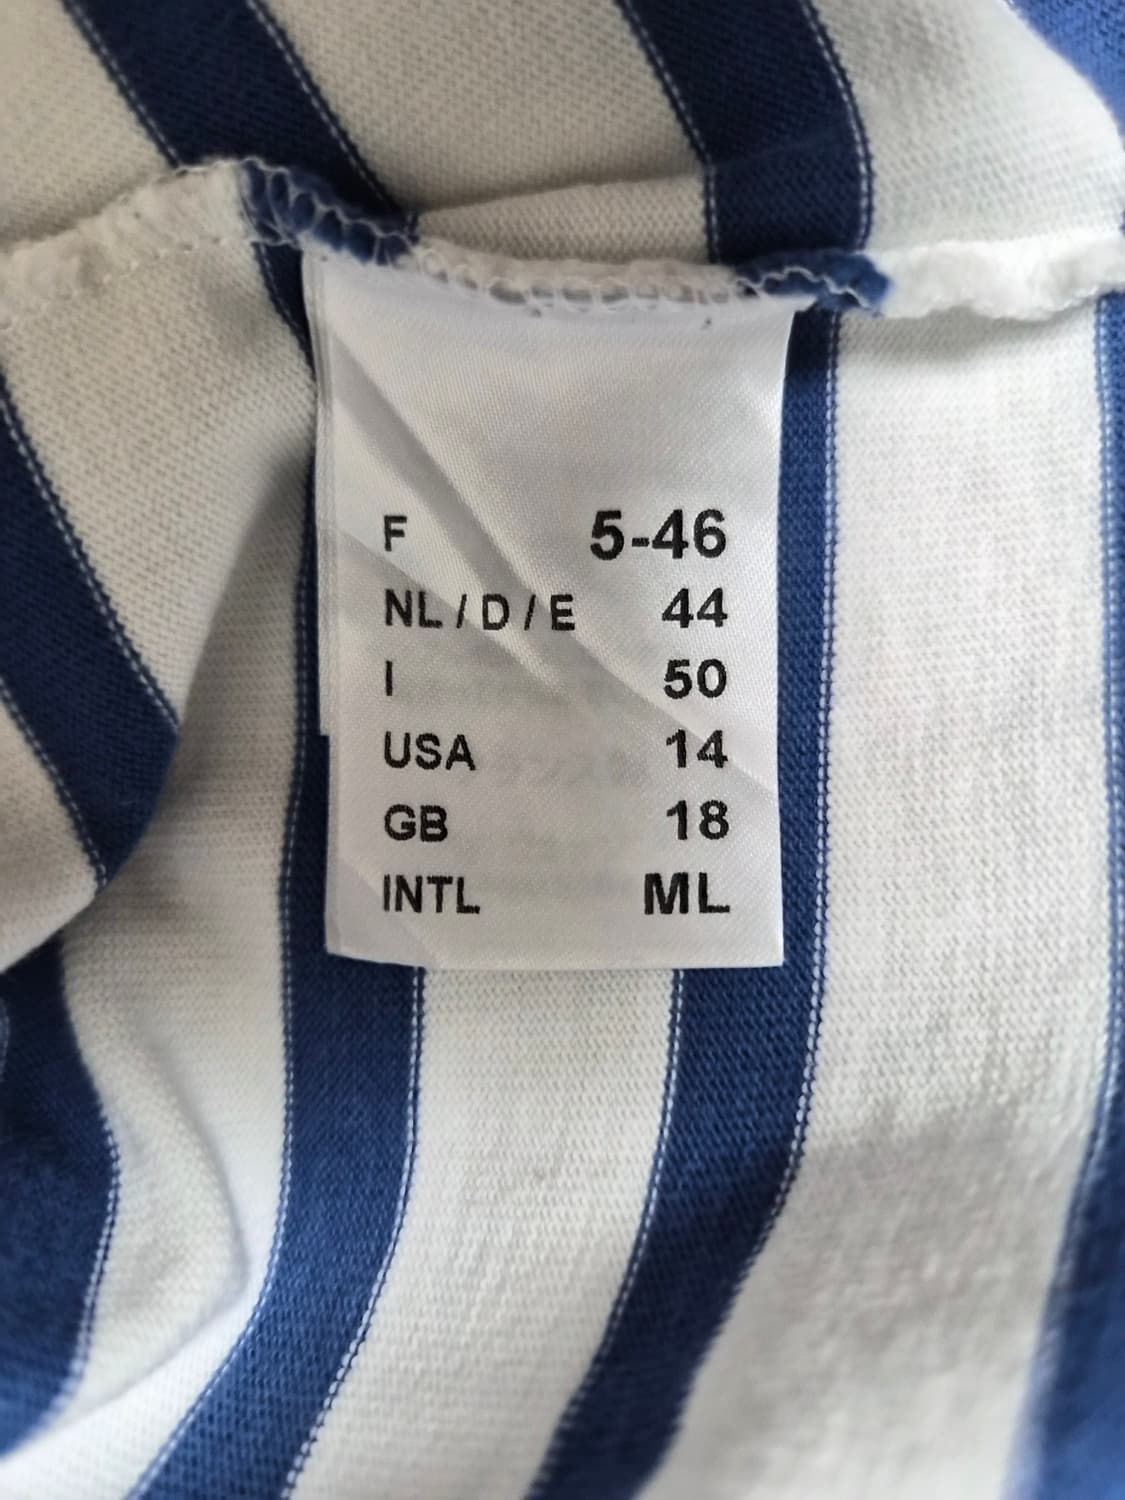 F 5-46
NL / D / E 44
I 50
USA 14
GB 18
INTL ML